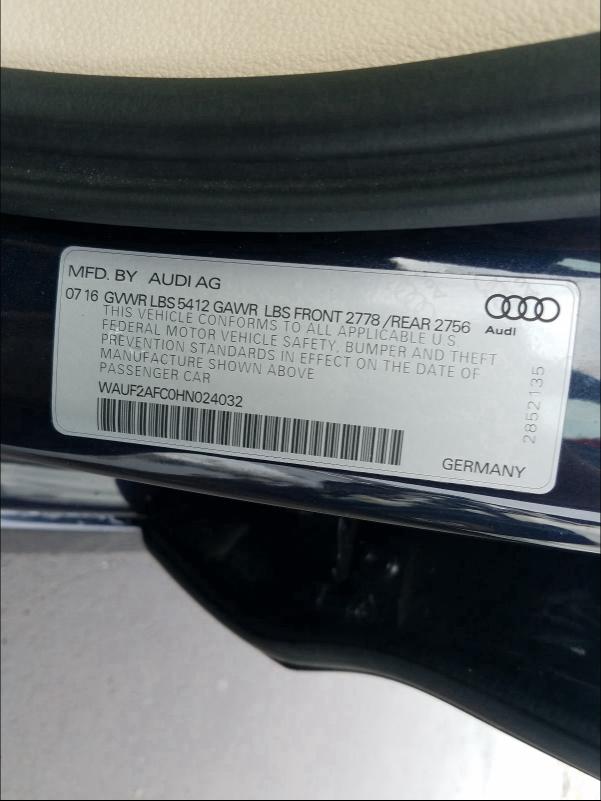 MFD. BY AUDI AG
07 16 GVWR LBS 5412 GAWR LBS FRONT 2778 /REAR 2756
THIS VEHICLE CONFORMS TO ALL APPLICABLE U.S
FEDERAL MOTOR VEHICLE SAFETY, BUMPER AND THEFT
PREVENTION STANDARDS IN EFFECT ON THE DATE OF
MANUFACTURE SHOWN ABOVE
PASSENGER CAR
WAUF2AFC0HN024032
Audi
2852135
GERMANY